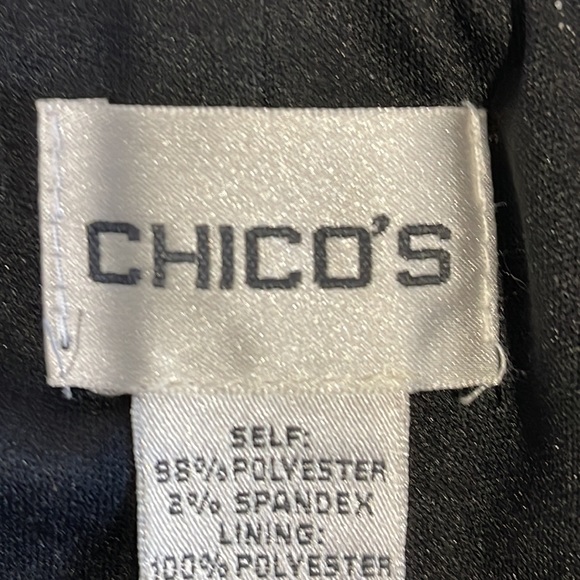 CHICO'S
SELF:
98% POLYESTER
2% SPANDEX
LINING:
100% POLYESTER